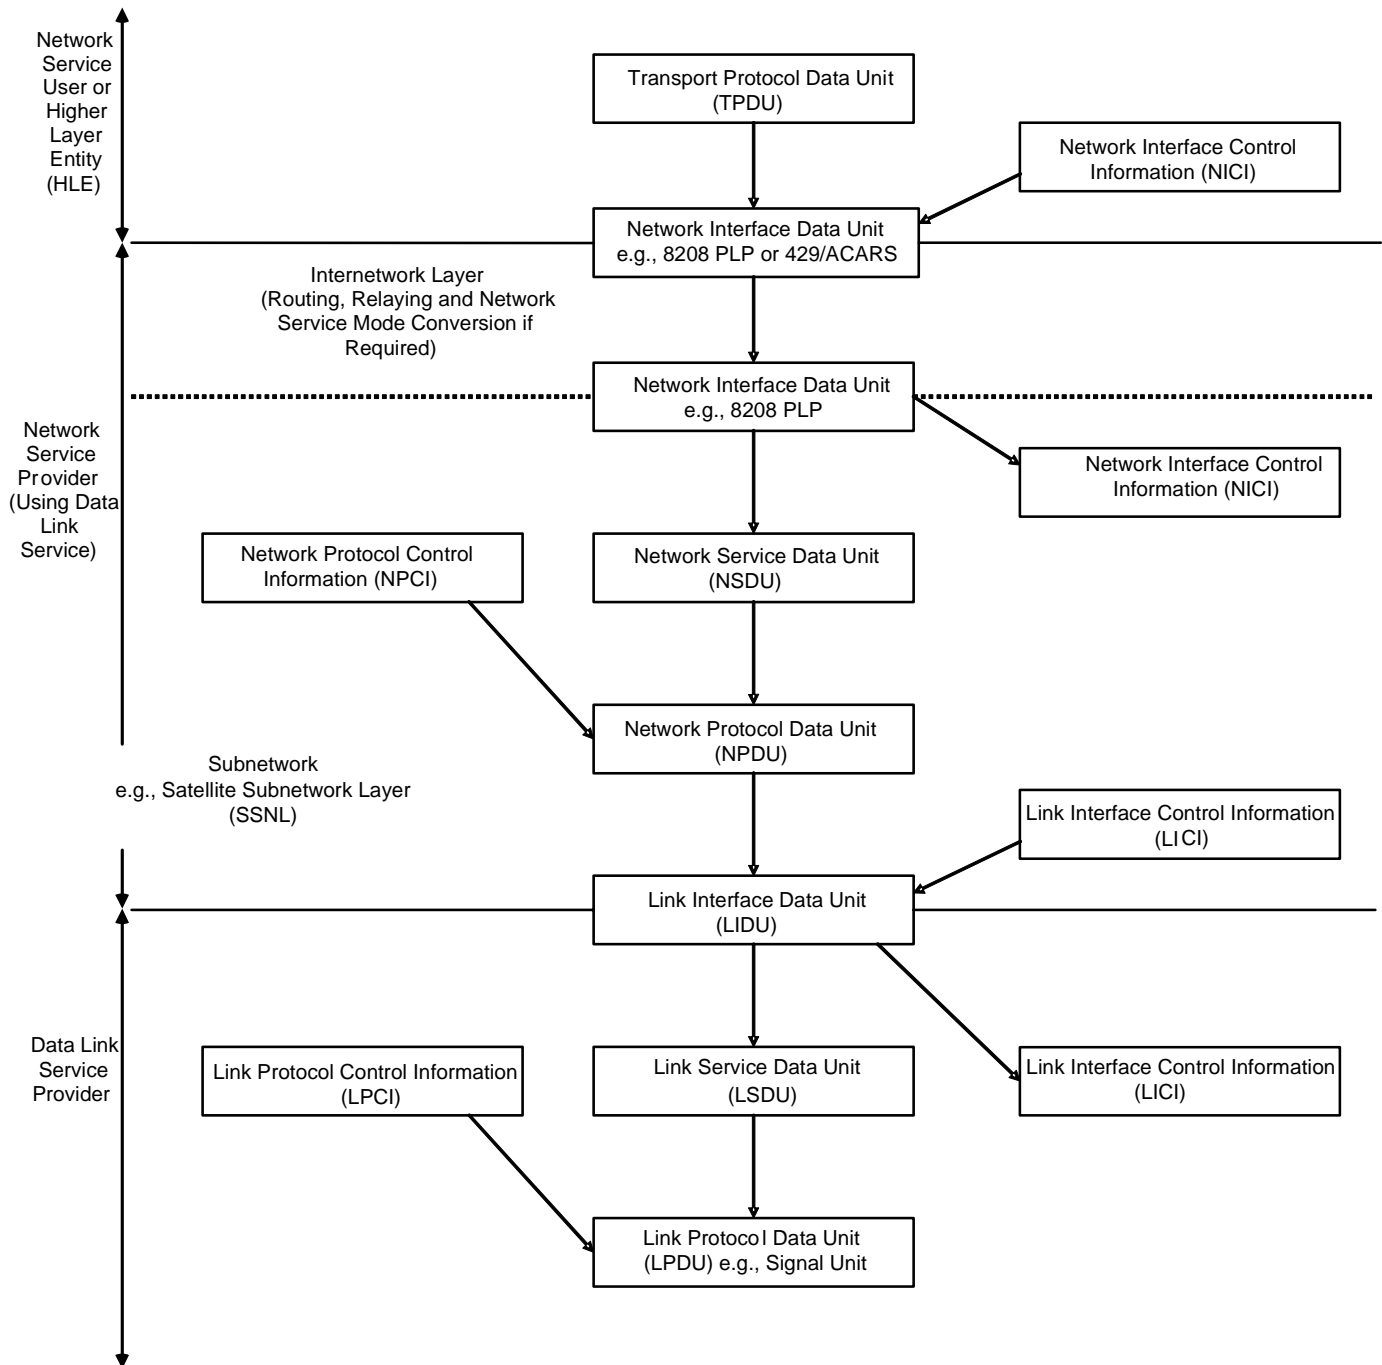 Network
Service
User or
Higher
Layer
Entity
(HLE)
Transport Protocol Data Unit
(TPDU)
Network Interface Control
Information (NICI)
Network Interface Data Unit
e.g., 8208 PLP or 429/ACARS
Internetwork Layer
(Routing, Relaying and Network
Service Mode Conversion if
Required)
Network Interface Data Unit
e.g., 8208 PLP
Network
Service
Provider
(Using Data
Link
Service)
Network Interface Control
Information (NICI)
Network Protocol Control
Information (NPCI)
Network Service Data Unit
(NSDU)
Network Protocol Data Unit
(NPDU)
Subnetwork
e.g., Satellite Subnetwork Layer
(SSNL)
Link Interface Control Information
(LICI)
Link Interface Data Unit
(LIDU)
Data Link
Service
Provider
Link Protocol Control Information
(LPCI)
Link Service Data Unit
(LSDU)
Link Interface Control Information
(LICI)
Link Protocol Data Unit
(LPDU) e.g., Signal Unit